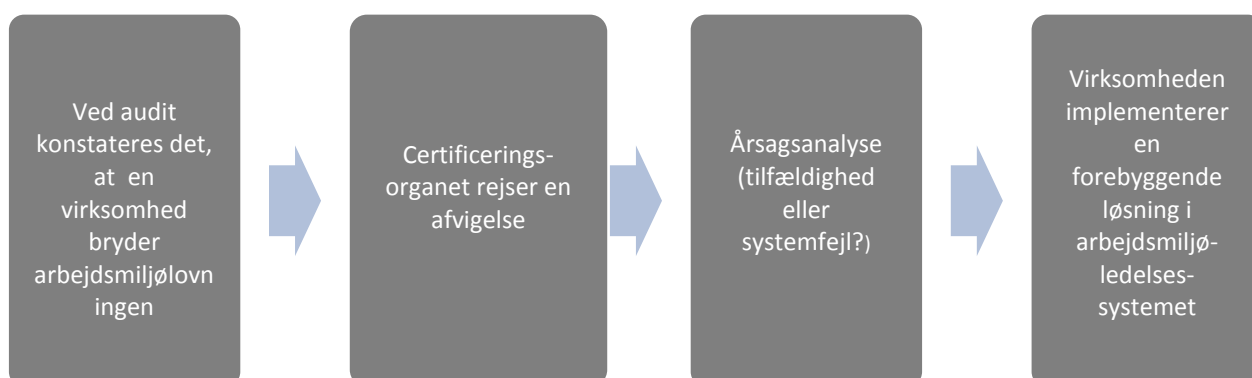 Ved audit
konstateres det,
at en
virksomhed
bryder
arbejdsmiljølovn
ingen
Certificerings-
organet rejser en
afvigelse
Årsagsanalyse
(tilfældighed
eller
systemfejl?)
Virksomheden
implementerer
en
forebyggende
løsning i
arbejdsmiljø-
ledelses-
systemet